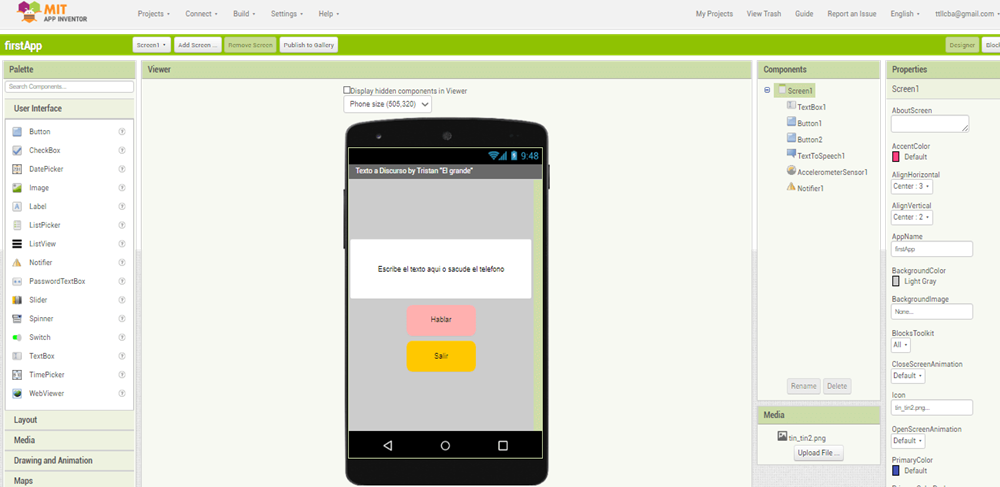 MIT
APP INVENTOR
Projects
Connect
Build
Settings
Help
My Projects
View Trash
Guide
Report an Issue
English
ttllcba@gmail.com
firstApp
Screen1
Add Screen ...
Remove Screen
Publish to Gallery
Designer
Palette
Search Components...
User Interface
Button
CheckBox
DatePicker
Image
Label
ListPicker
ListView
Notifier
PasswordTextBox
Slider
Spinner
Switch
TextBox
TimePicker
WebViewer
Layout
Media
Drawing and Animation
Maps
Viewer
Display hidden components in Viewer
Phone size (505,320)
9:48
Texto a Discurso by Tristan "El grande"
Escribe el texto aqui o sacude el telefono
Hablar
Salir
Components
Screen1
TextBox1
Button1
Button2
TextToSpeech1
AccelerometerSensor1
Notifier1
Rename
Delete
Media
tin_tin2.png
Upload File ...
Properties
Screen1
AboutScreen
AccentColor
Default
AlignHorizontal
Center : 3
AlignVertical
Center : 2
AppName
firstApp
BackgroundColor
Light Gray
BackgroundImage
None...
BlocksToolkit
All
CloseScreenAnimation
Default
Icon
tin_tin2.png...
OpenScreenAnimation
Default
PrimaryColor
Default